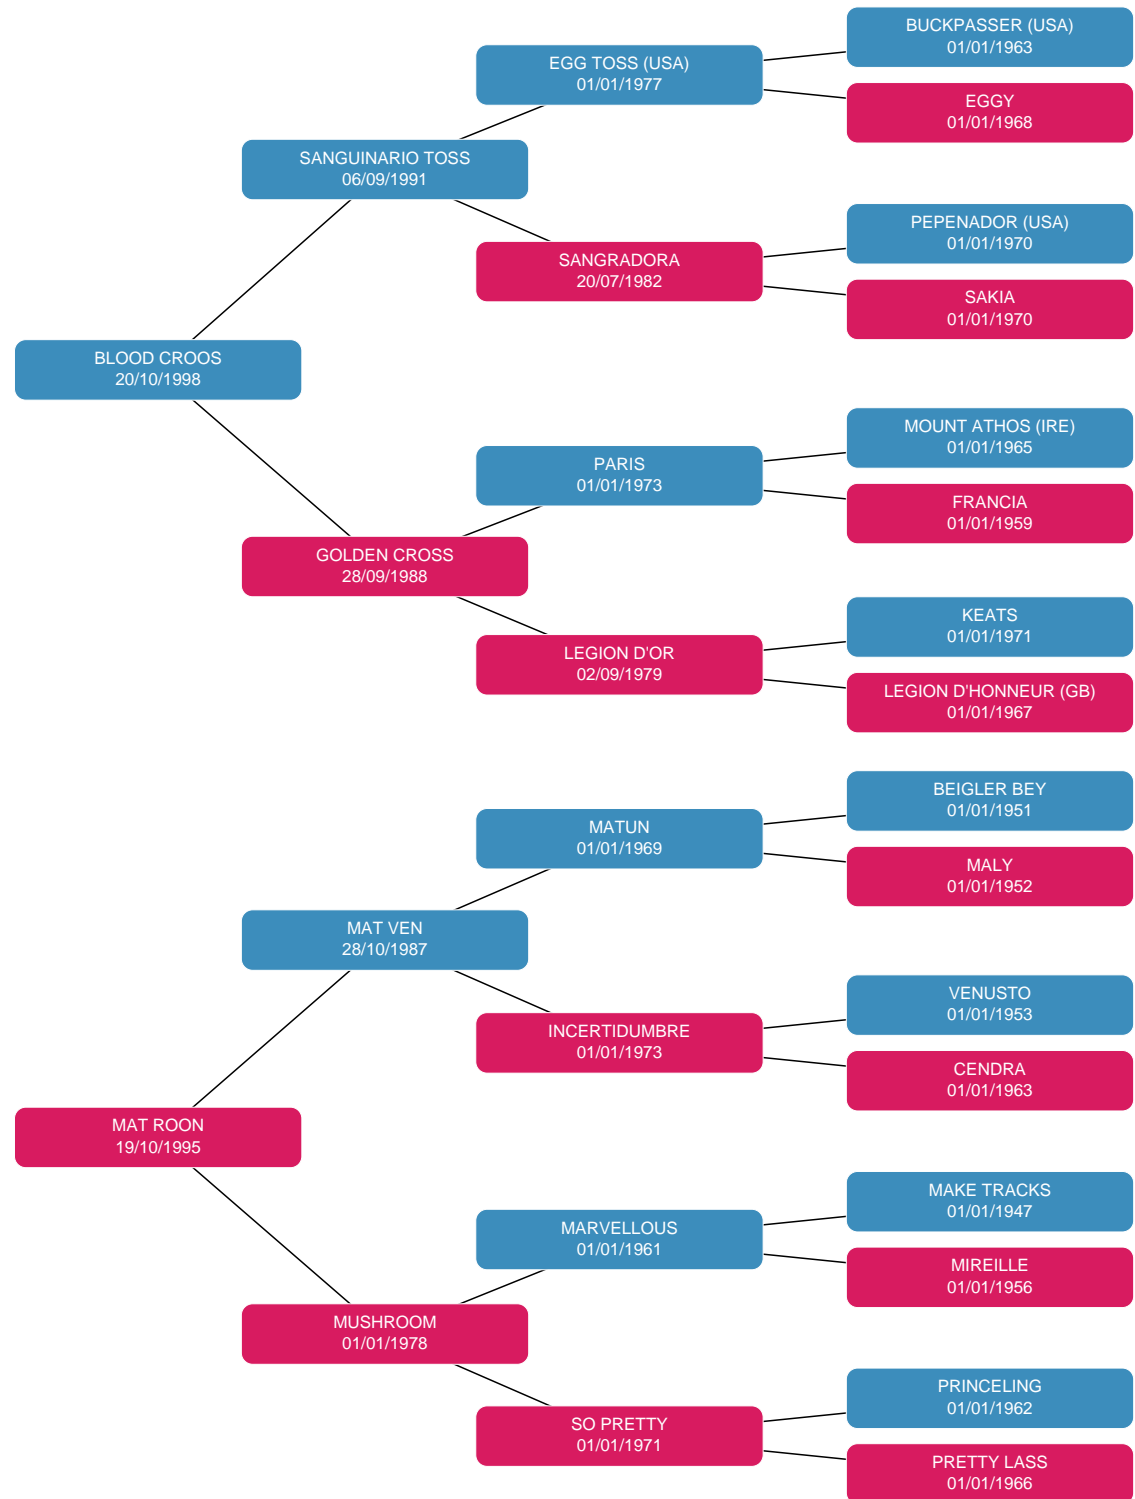 BUCKPASSER (USA)
01/01/1963
EGG TOSS (USA)
01/01/1977
EGGY
01/01/1968
SANGUINARIO TOSS
06/09/1991
PEPENADOR (USA)
01/01/1970
SANGRADORA
20/07/1982
SAKIA
01/01/1970
BLOOD CROOS
20/10/1998
MOUNT ATHOS (IRE)
01/01/1965
PARIS
01/01/1973
FRANCIA
01/01/1959
GOLDEN CROSS
28/09/1988
KEATS
01/01/1971
LEGION D'OR
02/09/1979
LEGION D'HONNEUR (GB)
01/01/1967
BEIGLER BEY
01/01/1951
MATUN
01/01/1969
MALY
01/01/1952
MAT VEN
28/10/1987
VENUSTO
01/01/1953
INCERTIDUMBRE
01/01/1973
CENDRA
01/01/1963
MAT ROON
19/10/1995
MAKE TRACKS
01/01/1947
MARVELLOUS
01/01/1961
MIREILLE
01/01/1956
MUSHROOM
01/01/1978
PRINCELING
01/01/1962
SO PRETTY
01/01/1971
PRETTY LASS
01/01/1966